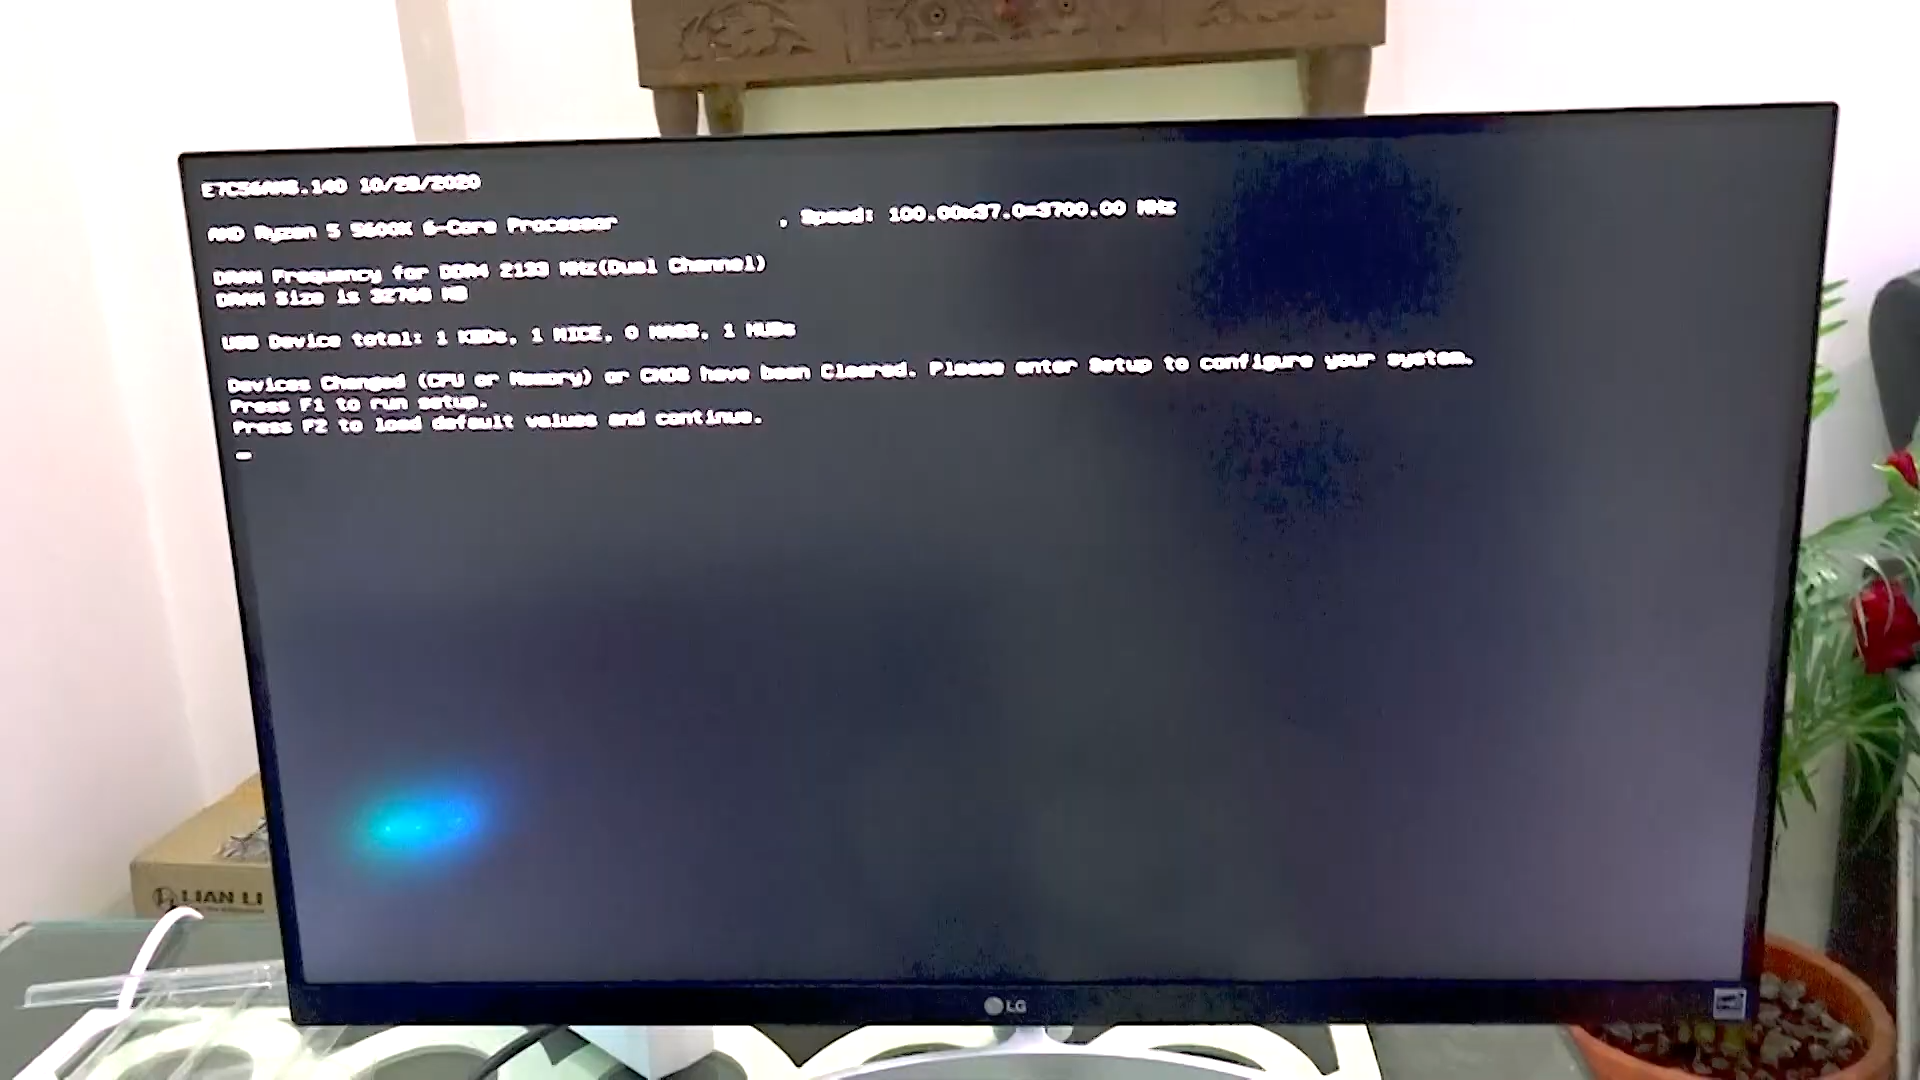 E7C56AMS.140 10/28/2020
AMD Ryzen 5 5600X 6-Core Processor , Speed: 100.00x37.0=3700.00 MHz
DRAM Frequency for DDR4 2133 MHz(Dual Channel)
DRAM Size is 32768 MB
USB Device total: 1 KBDs, 1 MICE, 0 MASS, 1 HUBs
Devices Changed (CPU or Memory) or CMOS have been Cleared. Please enter Setup to configure your system.
Press F1 to run setup.
Press F2 to load default values and continue.
LIAN LI
LG